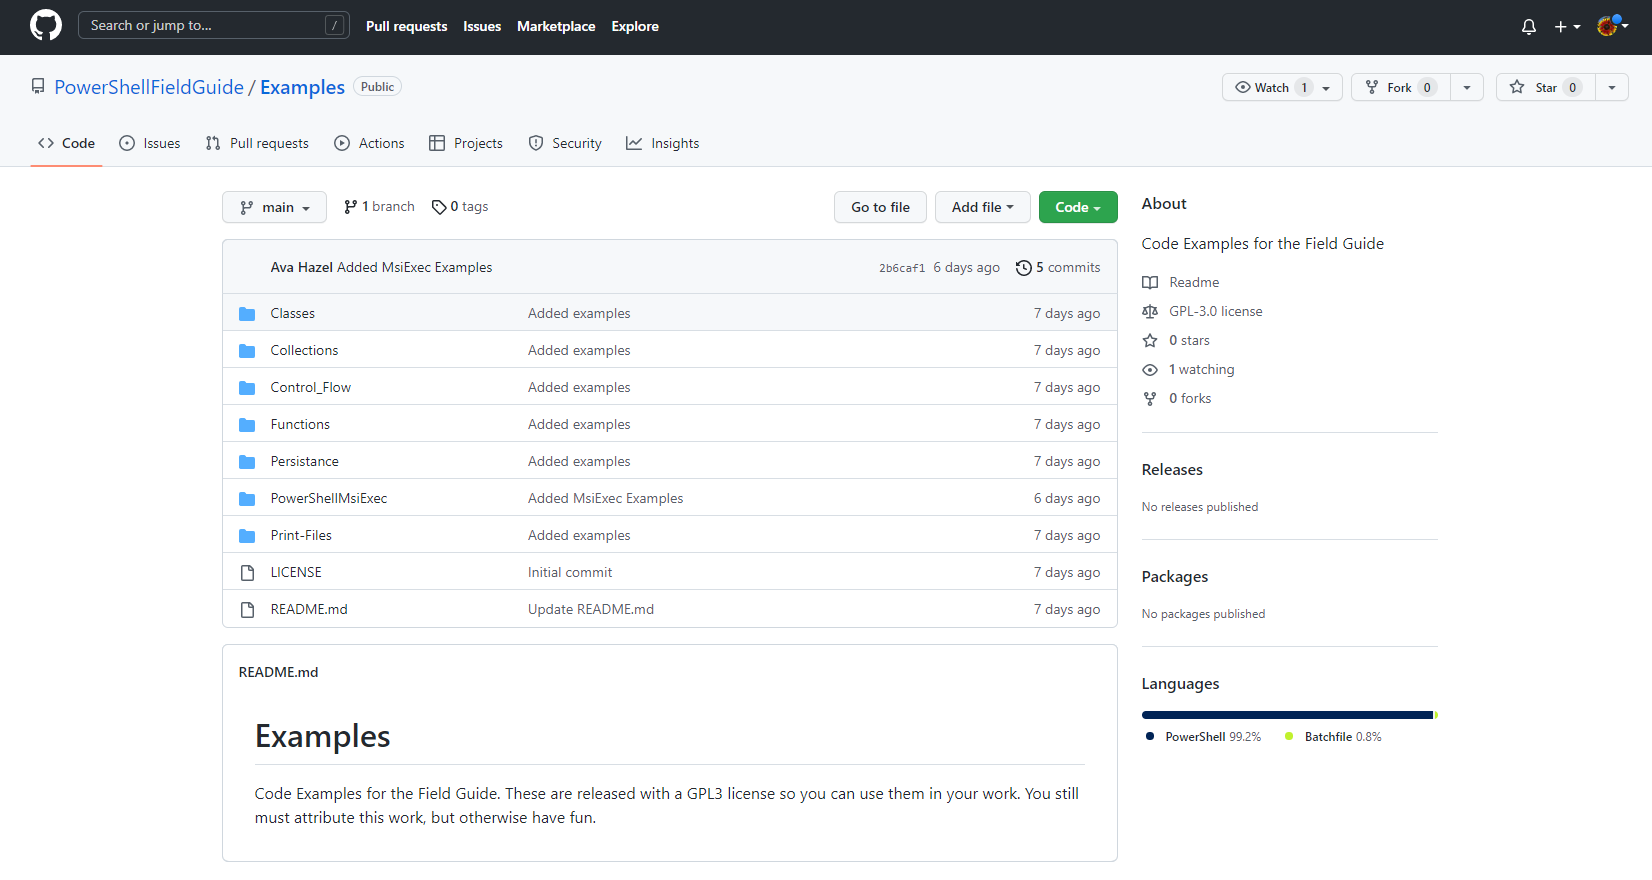 Search or jump to... / Pull requests Issues Marketplace Explore
PowerShellFieldGuide / Examples Public Watch 1 Fork 0 Star 0
Code Issues Pull requests Actions Projects Security Insights
main 1 branch 0 tags Go to file Add file Code
Ava Hazel Added MsiExec Examples 2b6caf1 6 days ago 5 commits
Classes Added examples 7 days ago
Collections Added examples 7 days ago
Control_Flow Added examples 7 days ago
Functions Added examples 7 days ago
Persistance Added examples 7 days ago
PowerShellMsiExec Added MsiExec Examples 6 days ago
Print-Files Added examples 7 days ago
LICENSE Initial commit 7 days ago
README.md Update README.md 7 days ago
README.md
Examples
Code Examples for the Field Guide. These are released with a GPL3 license so you can use them in your work. You still
must attribute this work, but otherwise have fun.
About
Code Examples for the Field Guide
Readme
GPL-3.0 license
0 stars
1 watching
0 forks
Releases
No releases published
Packages
No packages published
Languages
PowerShell 99.2% Batchfile 0.8%